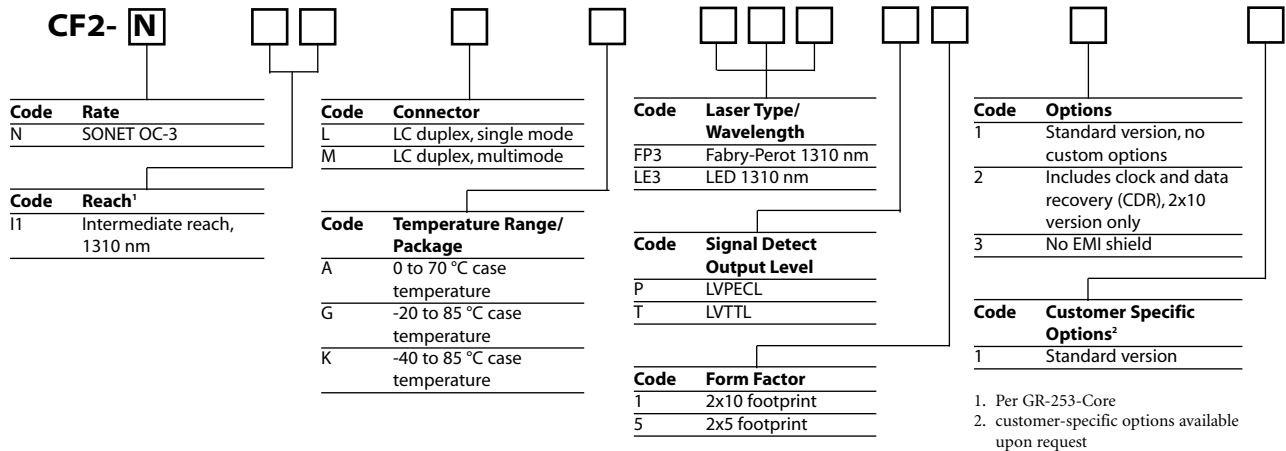 CF2- N
Code Rate
N SONET OC-3
Code Reach¹
I1 Intermediate reach,
1310 nm
Code Connector
L LC duplex, single mode
M LC duplex, multimode
Code Temperature Range/
Package
A 0 to 70 °C case
temperature
G -20 to 85 °C case
temperature
K -40 to 85 °C case
temperature
Code Laser Type/
Wavelength
FP3 Fabry-Perot 1310 nm
LE3 LED 1310 nm
Code Signal Detect
Output Level
P LVPECL
T LVTTL
Code Form Factor
1 2x10 footprint
5 2x5 footprint
Code Options
1 Standard version, no
custom options
2 Includes clock and data
recovery (CDR), 2x10
version only
3 No EMI shield
Code Customer Specific
Options²
1 Standard version
1. Per GR-253-Core
2. customer-specific options available
upon request